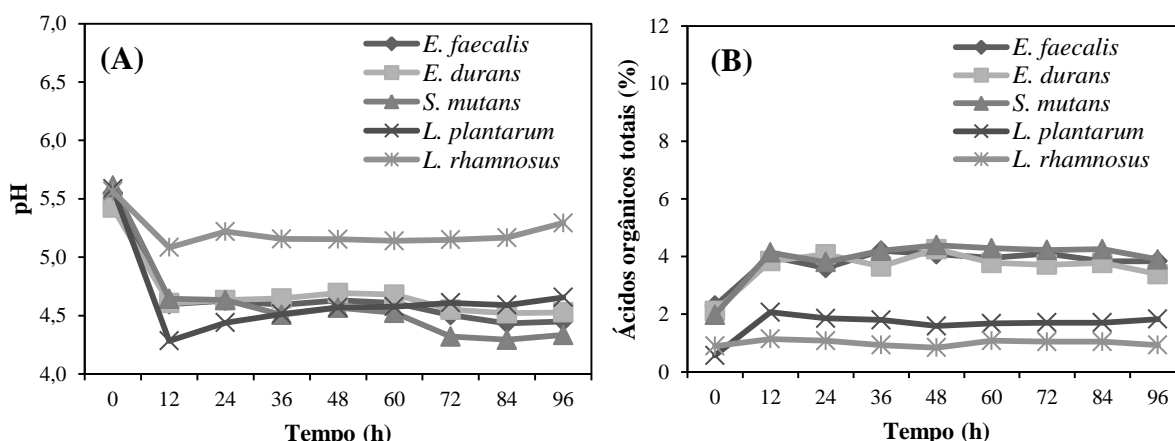 7,0
6,5
6,0
5,5
5,0
4,5
4,0
pH
(A)
E. faecalis
E. durans
S. mutans
L. plantarum
L. rhamnosus
0 12 24 36 48 60 72 84 96
Tempo (h)
12
10
8
6
4
2
0
Ácidos orgânicos totais (%)
(B)
E. faecalis
E. durans
S. mutans
L. plantarum
L. rhamnosus
0 12 24 36 48 60 72 84 96
Tempo (h)